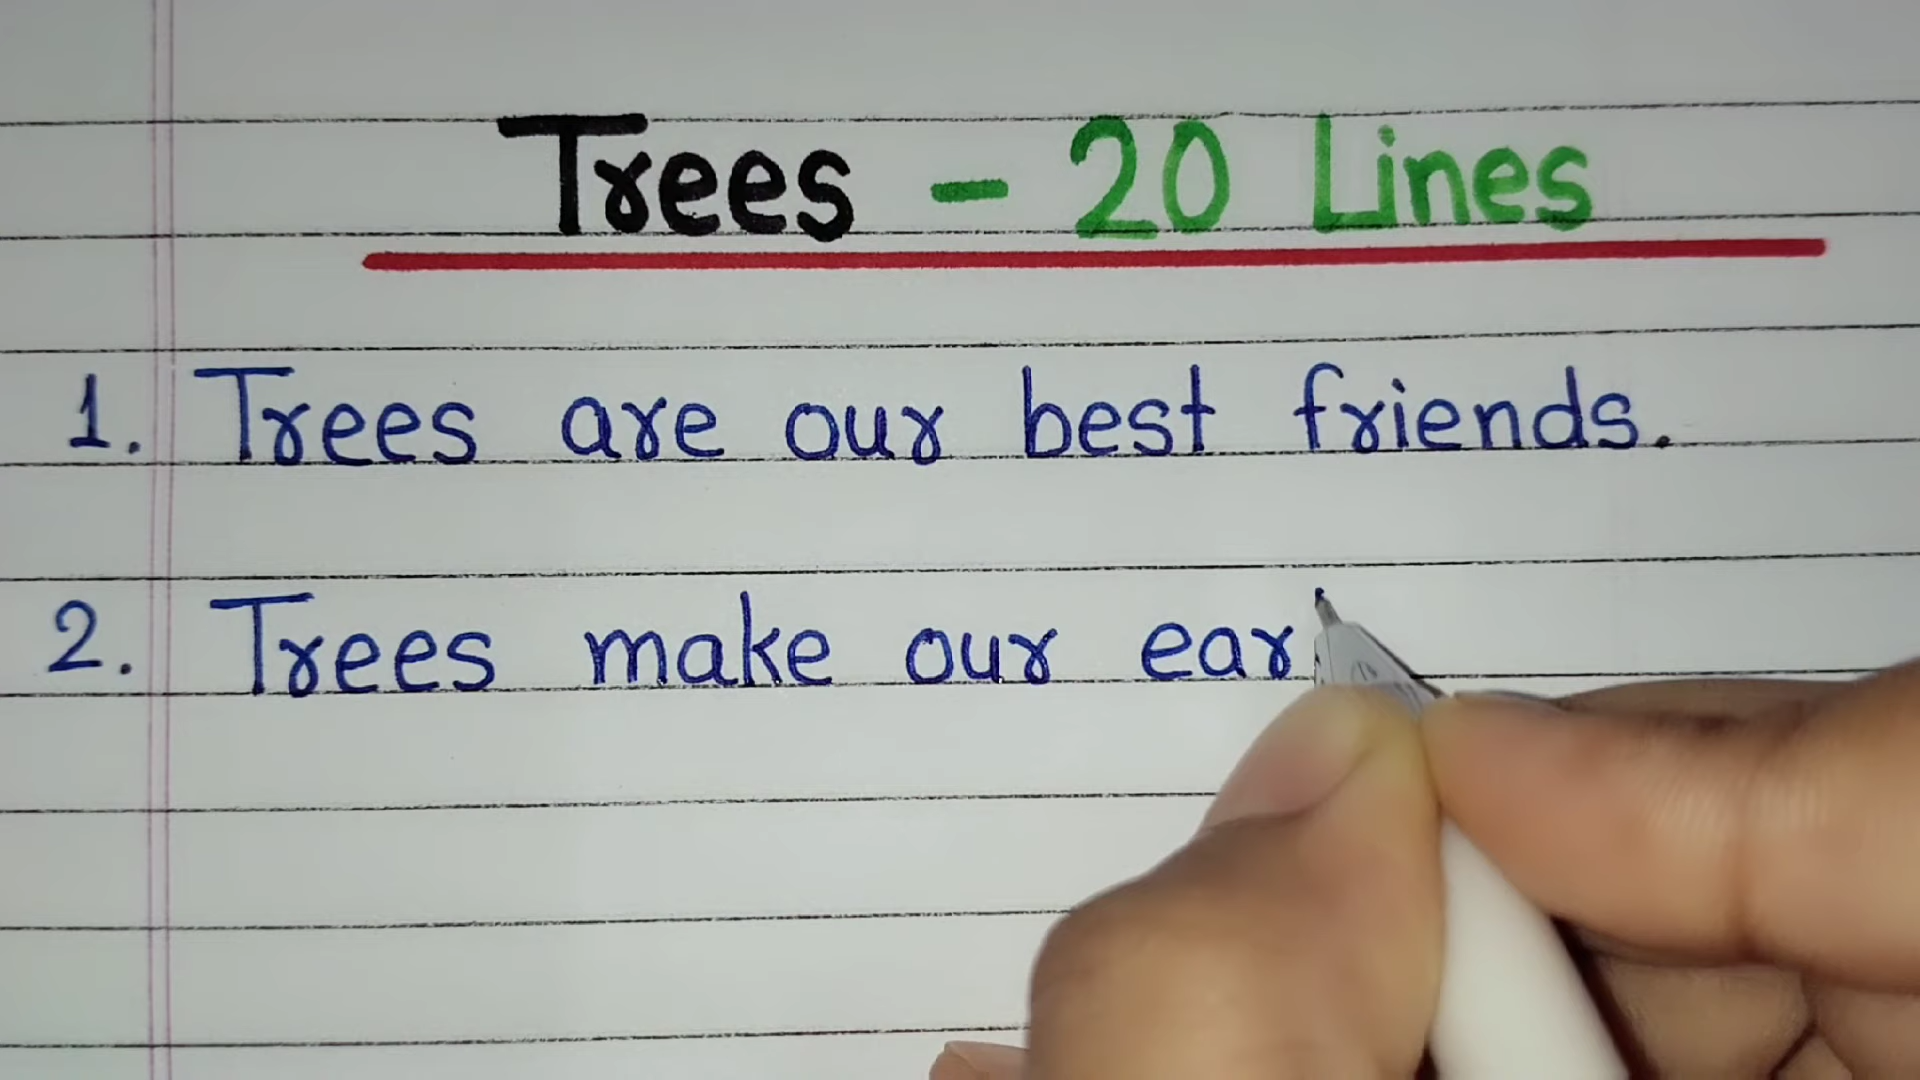 Trees - 20 Lines
1. Trees are our best friends.
2. Trees make our ear